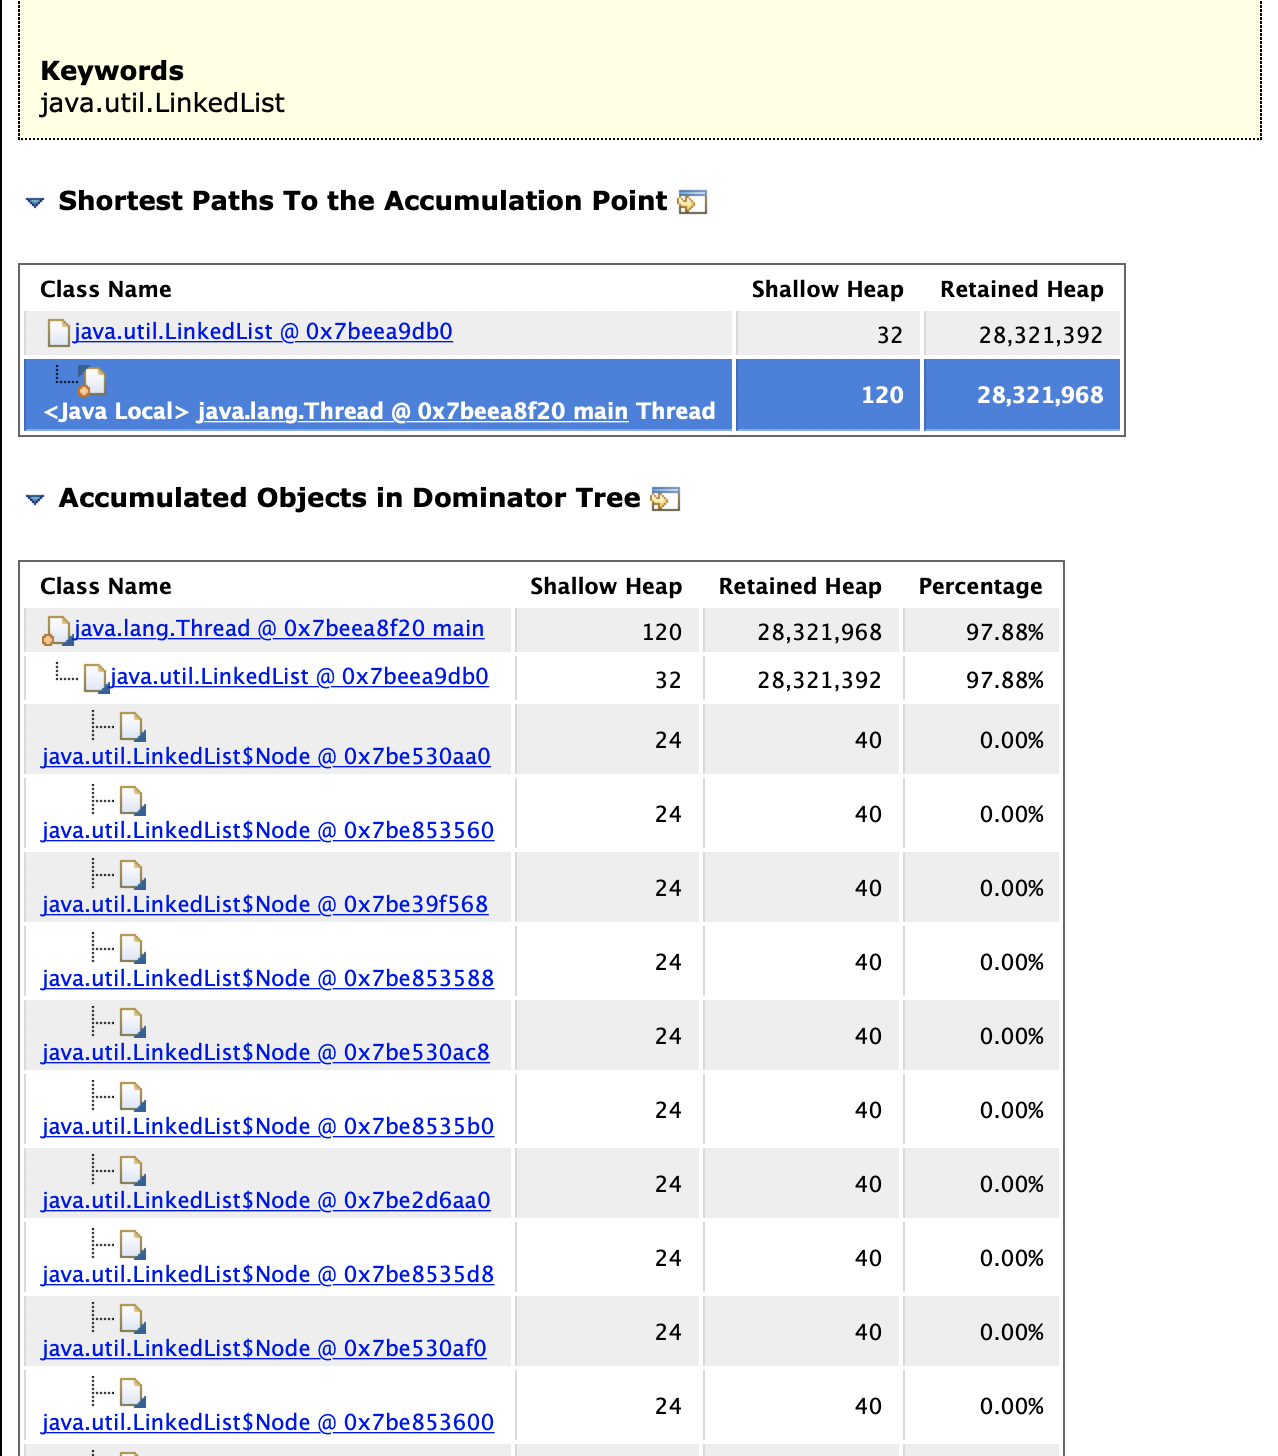 Keywords
java.util.LinkedList
Shortest Paths To the Accumulation Point
Class Name Shallow Heap Retained Heap
java.util.LinkedList @ 0x7beea9db0 32 28,321,392
<Java Local> java.lang.Thread @ 0x7beea8f20 main Thread 120 28,321,968
Accumulated Objects in Dominator Tree
Class Name Shallow Heap Retained Heap Percentage
java.lang.Thread @ 0x7beea8f20 main 120 28,321,968 97.88%
java.util.LinkedList @ 0x7beea9db0 32 28,321,392 97.88%
java.util.LinkedList$Node @ 0x7be530aa0 24 40 0.00%
java.util.LinkedList$Node @ 0x7be853560 24 40 0.00%
java.util.LinkedList$Node @ 0x7be39f568 24 40 0.00%
java.util.LinkedList$Node @ 0x7be853588 24 40 0.00%
java.util.LinkedList$Node @ 0x7be530ac8 24 40 0.00%
java.util.LinkedList$Node @ 0x7be8535b0 24 40 0.00%
java.util.LinkedList$Node @ 0x7be2d6aa0 24 40 0.00%
java.util.LinkedList$Node @ 0x7be8535d8 24 40 0.00%
java.util.LinkedList$Node @ 0x7be530af0 24 40 0.00%
java.util.LinkedList$Node @ 0x7be853600 24 40 0.00%